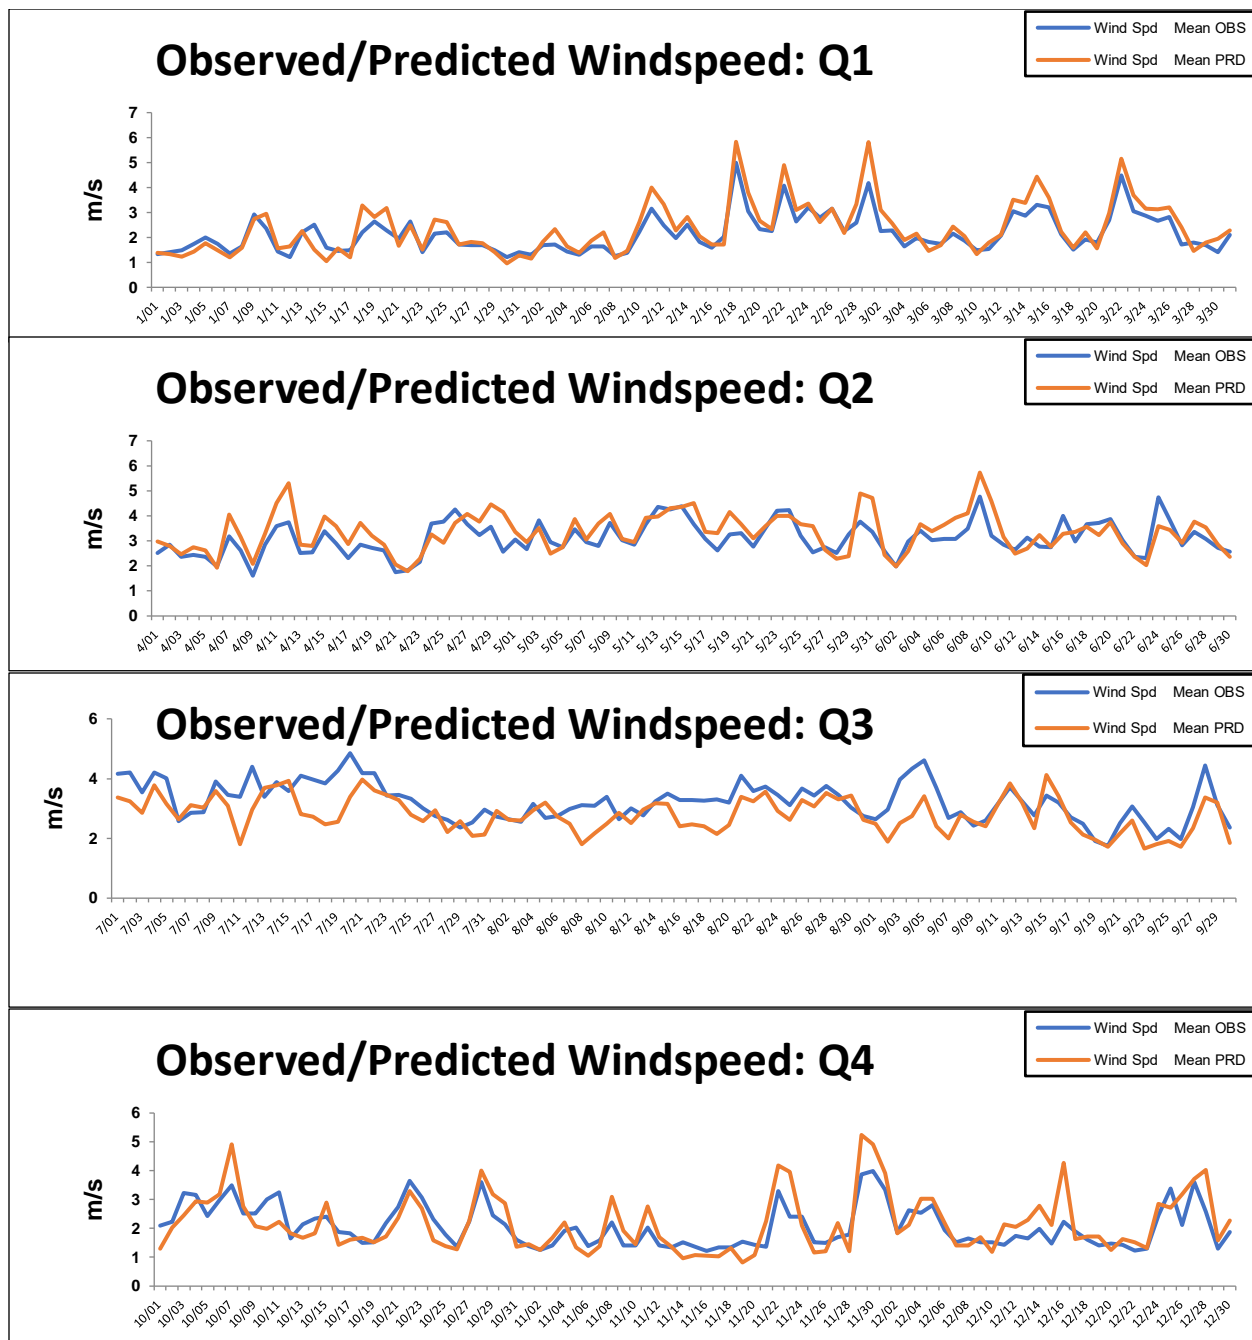 Observed/Predicted Windspeed: Q1
Wind Spd Mean OBS
Wind Spd Mean PRD
m/s
7
6
5
4
3
2
1
0
1/01 1/03 1/05 1/07 1/09 1/11 1/13 1/15 1/17 1/19 1/21 1/23 1/25 1/27 1/29 1/31 2/02 2/04 2/06 2/08 2/10 2/12 2/14 2/16 2/18 2/20 2/22 2/24 2/26 2/28 3/02 3/04 3/06 3/08 3/10 3/12 3/14 3/16 3/18 3/20 3/22 3/24 3/26 3/28 3/30
Observed/Predicted Windspeed: Q2
Wind Spd Mean OBS
Wind Spd Mean PRD
m/s
7
6
5
4
3
2
1
0
4/01 4/03 4/05 4/07 4/09 4/11 4/13 4/15 4/17 4/19 4/21 4/23 4/25 4/27 4/29 5/01 5/03 5/05 5/07 5/09 5/11 5/13 5/15 5/17 5/19 5/21 5/23 5/25 5/27 5/29 5/31 6/02 6/04 6/06 6/08 6/10 6/12 6/14 6/16 6/18 6/20 6/22 6/24 6/26 6/28 6/30
Observed/Predicted Windspeed: Q3
Wind Spd Mean OBS
Wind Spd Mean PRD
m/s
6
4
2
0
7/01 7/03 7/05 7/07 7/09 7/11 7/13 7/15 7/17 7/19 7/21 7/23 7/25 7/27 7/29 7/31 8/02 8/04 8/06 8/08 8/10 8/12 8/14 8/16 8/18 8/20 8/22 8/24 8/26 8/28 8/30 9/01 9/03 9/05 9/07 9/09 9/11 9/13 9/15 9/17 9/19 9/21 9/23 9/25 9/27 9/29
Observed/Predicted Windspeed: Q4
Wind Spd Mean OBS
Wind Spd Mean PRD
m/s
6
5
4
3
2
1
0
10/01 10/03 10/05 10/07 10/09 10/11 10/13 10/15 10/17 10/19 10/21 10/23 10/25 10/27 10/29 10/31 11/02 11/04 11/06 11/08 11/10 11/12 11/14 11/16 11/18 11/20 11/22 11/24 11/26 11/28 11/30 12/02 12/04 12/06 12/08 12/10 12/12 12/14 12/16 12/18 12/20 12/22 12/24 12/26 12/28 12/30